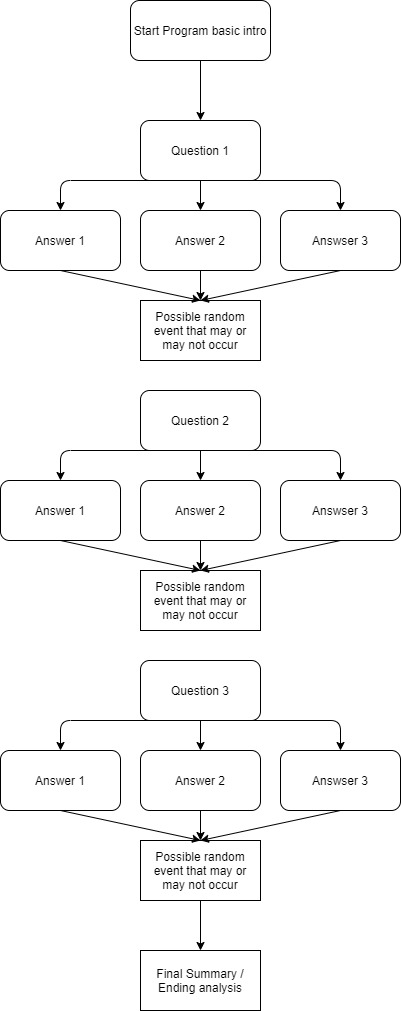 Start Program basic intro
Question 1
Answer 1
Answer 2
Answser 3
Possible random
event that may or
may not occur
Question 2
Answer 1
Answer 2
Answser 3
Possible random
event that may or
may not occur
Question 3
Answer 1
Answer 2
Answser 3
Possible random
event that may or
may not occur
Final Summary /
Ending analysis